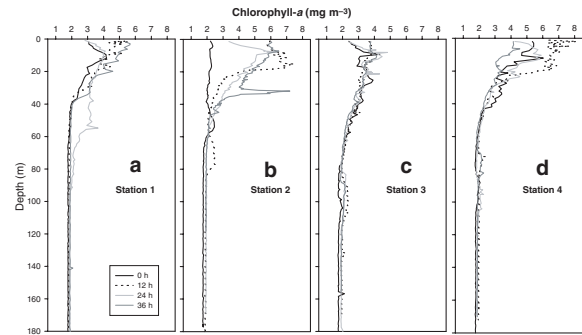 Chlorophyll-a (mg m–3)
1 2 3 4 5 6 7 8
1 2 3 4 5 6 7 8
1 2 3 4 5 6 7 8
1 2 3 4 5 6 7 8
0
20
40
60
80
100
120
140
160
180
Depth (m)
a
Station 1
b
Station 2
c
Station 3
d
Station 4
0 h
12 h
24 h
36 h